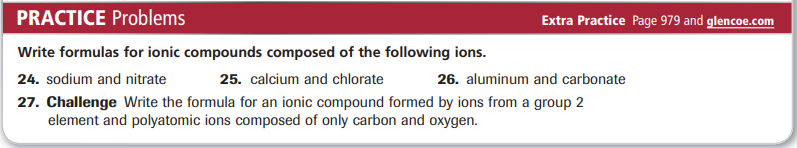 PRACTICE Problems
Extra Practice Page 979 and glencoe.com
Write formulas for ionic compounds composed of the following ions.
24. sodium and nitrate 25. calcium and chlorate 26. aluminum and carbonate
27. Challenge Write the formula for an ionic compound formed by ions from a group 2
element and polyatomic ions composed of only carbon and oxygen.